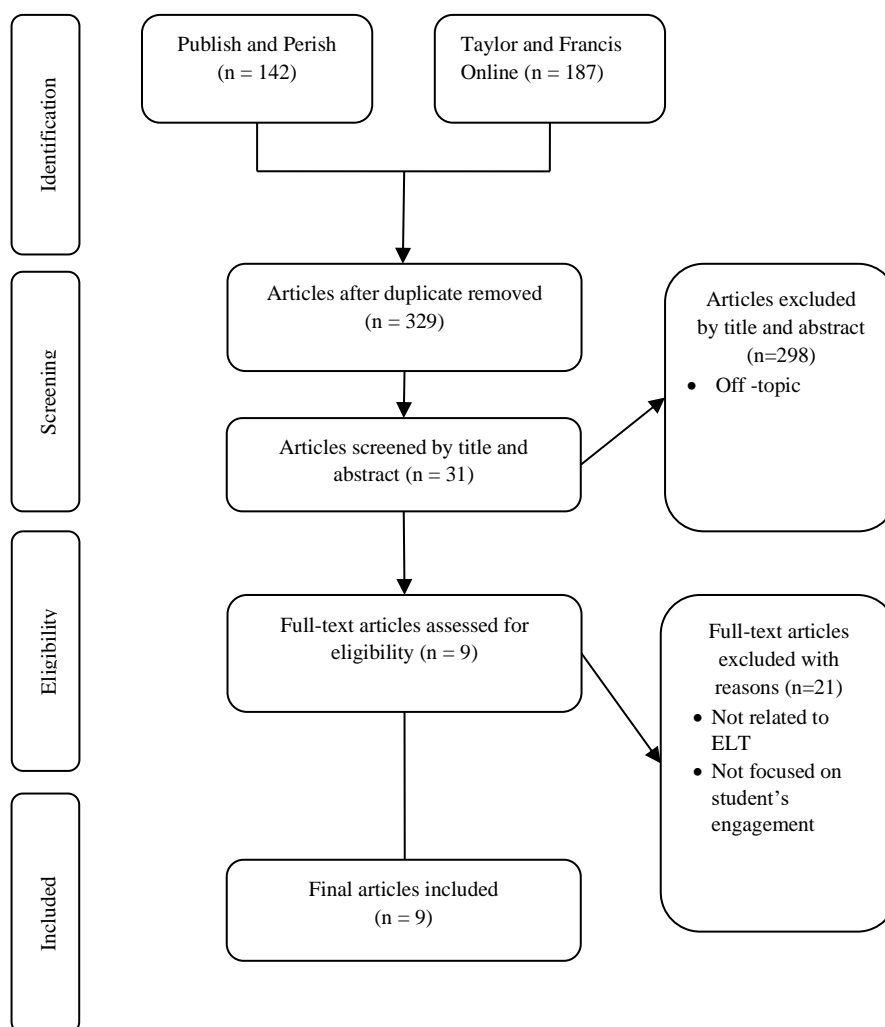 Publish and Perish
(n = 142)
Taylor and Francis
Online (n = 187)
Identification
Articles after duplicate removed
(n = 329)
Articles excluded
by title and abstract
(n=298)
• Off -topic
Screening
Articles screened by title and
abstract (n = 31)
Full-text articles assessed for
eligibility (n = 9)
Full-text articles
excluded with
reasons (n=21)
• Not related to
ELT
• Not focused on
student’s
engagement
Eligibility
Final articles included
(n = 9)
Included